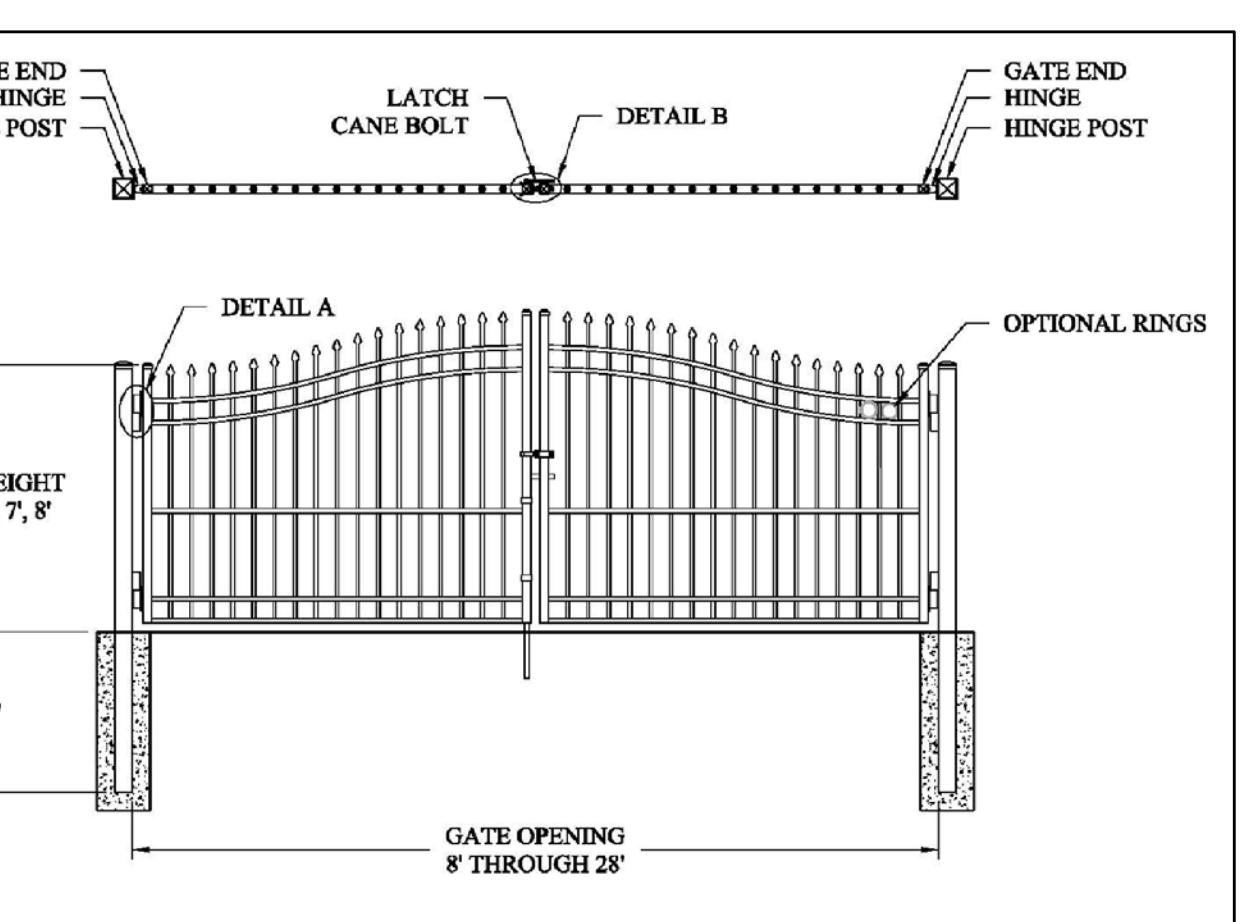 E END
HINGE
POST
LATCH
CANE BOLT
DETAIL B
GATE END
HINGE
HINGE POST
DETAIL A
OPTIONAL RINGS
EIGHT
7', 8'
GATE OPENING
8' THROUGH 28'